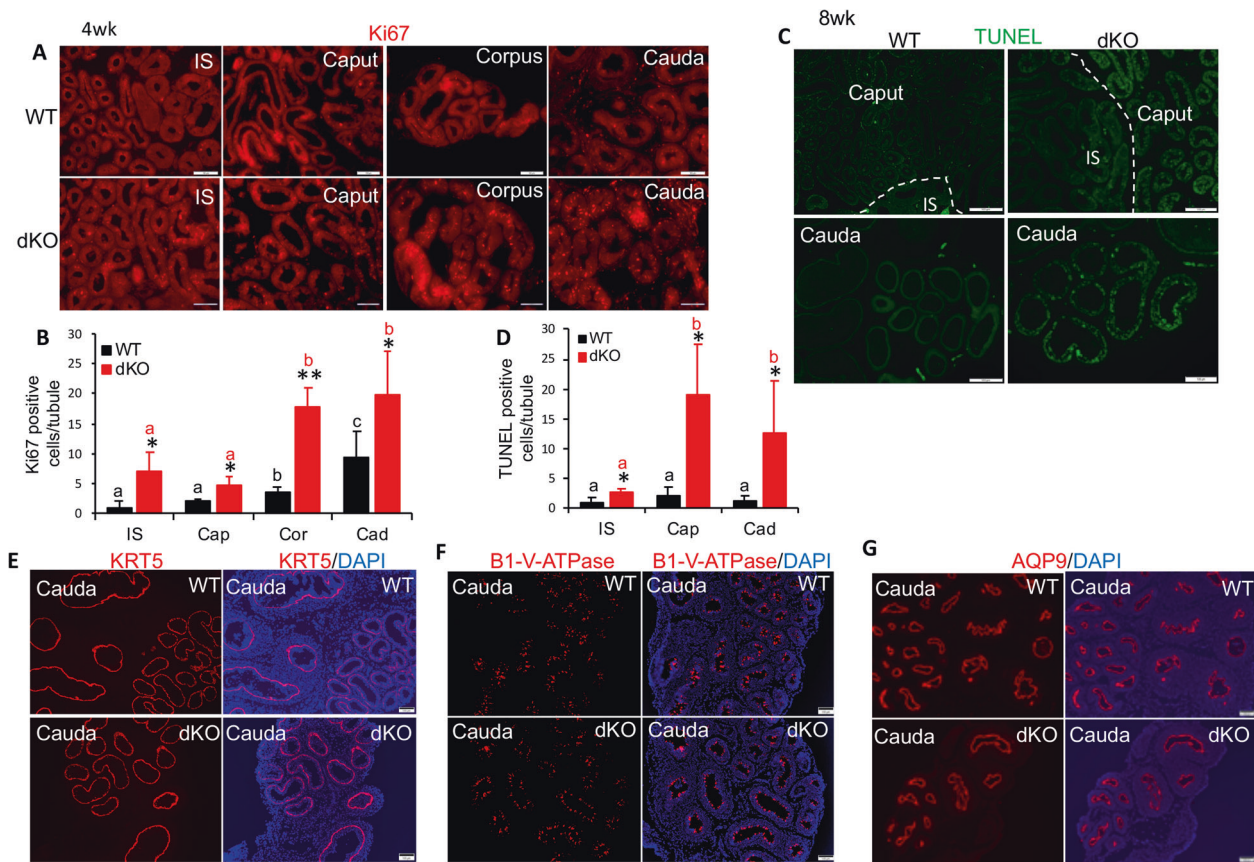 4wk
Ki67
A
IS
Caput
Corpus
Cauda
WT
IS
Caput
Corpus
Cauda
dKO
8wk
C
WT
TUNEL
dKO
Caput
IS
Caput
IS
Cauda
Cauda
B
30
25
20
15
10
5
0
Ki67 positive
cells/tubule
WT
dKO
a
a
*
a
a
*
b
b
**
c
b
*
IS
Cap
Cor
Cad
D
30
25
20
15
10
5
0
TUNEL positive
cells/tubule
WT
dKO
a
a
*
a
b
*
a
b
*
IS
Cap
Cad
E
KRT5
KRT5/DAPI
Cauda
WT
Cauda
WT
Cauda
dKO
Cauda
dKO
F
B1-V-ATPase
B1-V-ATPase/DAPI
Cauda
WT
Cauda
WT
Cauda
dKO
Cauda
dKO
G
AQP9/DAPI
Cauda
WT
Cauda
WT
Cauda
dKO
Cauda
dKO